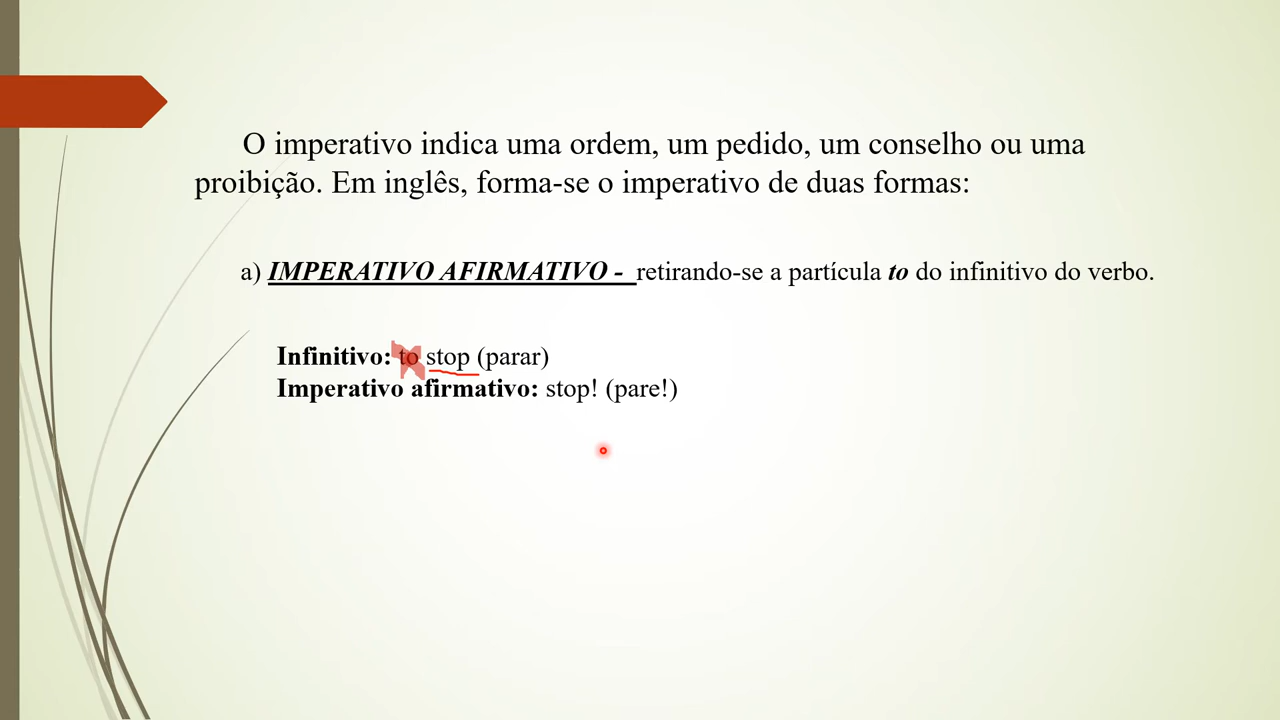 O imperativo indica uma ordem, um pedido, um conselho ou uma
proibição. Em inglês, forma-se o imperativo de duas formas:
a) IMPERATIVO AFIRMATIVO - retirando-se a partícula to do infinitivo do verbo.
Infinitivo: to stop (parar)
Imperativo afirmativo: stop! (pare!)